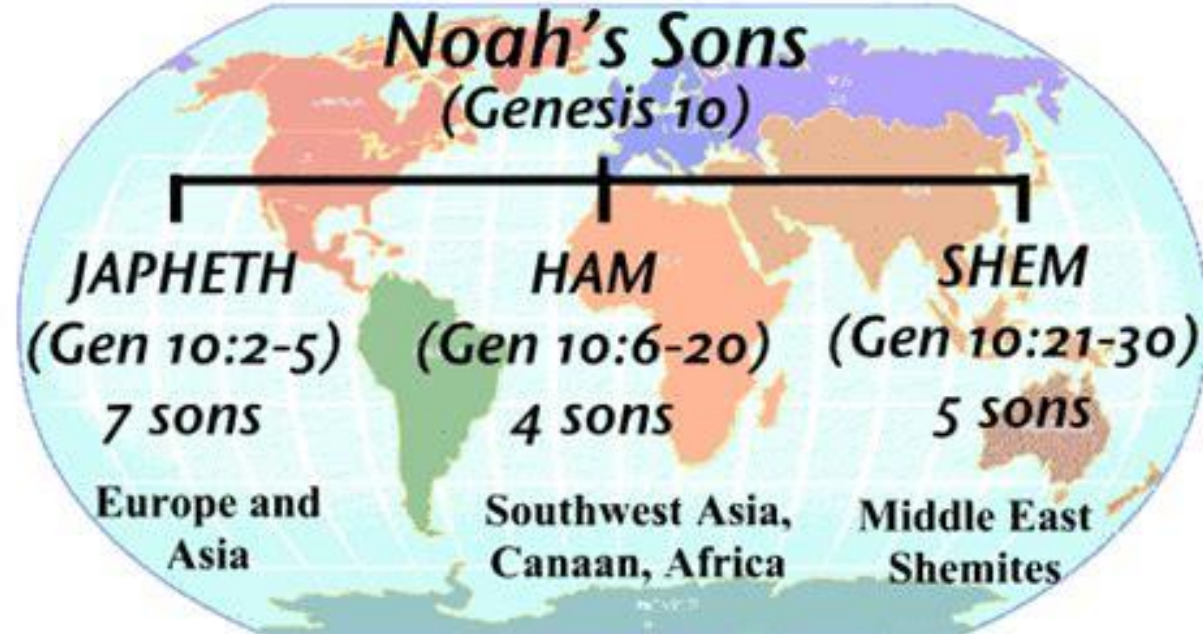 Noah's Sons
(Genesis 10)
JAPHETH
(Gen 10:2-5)
7 sons
Europe and
Asia
HAM
(Gen 10:6-20)
4 sons
Southwest Asia,
Canaan, Africa
SHEM
(Gen 10:21-30)
5 sons
Middle East
Shemites